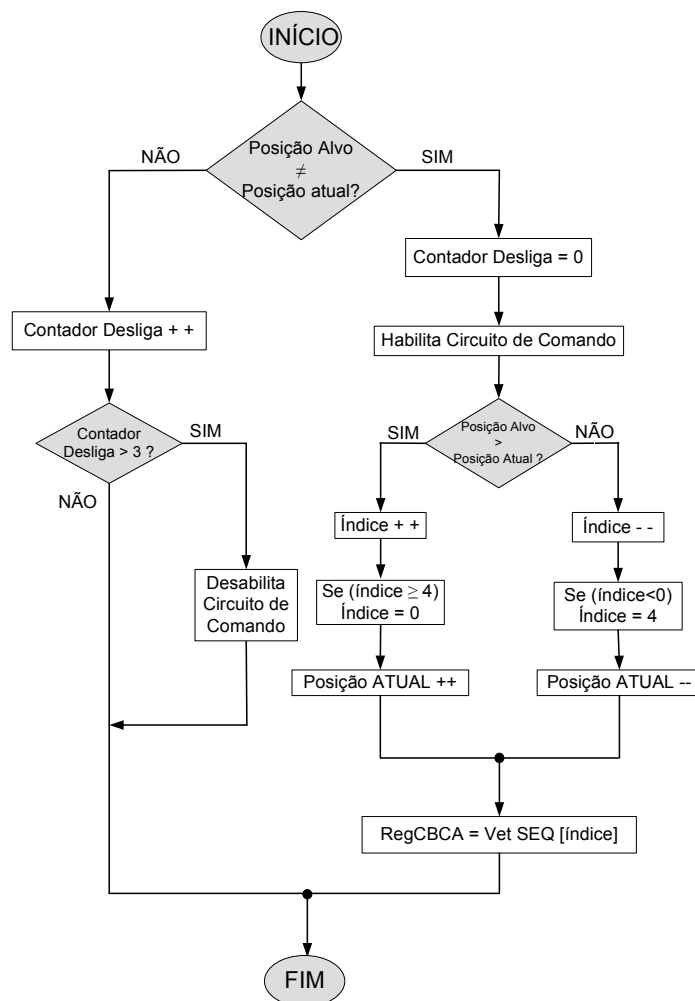 INÍCIO
Posição Alvo
≠
Posição atual?
NÃO
SIM
Contador Desliga = 0
Contador Desliga + +
Habilita Circuito de Comando
Contador
Desliga > 3 ?
SIM
NÃO
Posição Alvo
>
Posição Atual ?
SIM
NÃO
Índice + +
Índice - -
Desabilita
Circuito de
Comando
Se (índice ≥ 4)
Índice = 0
Se (índice<0)
Índice = 4
Posição ATUAL ++
Posição ATUAL --
RegCBCA = Vet SEQ [índice]
FIM